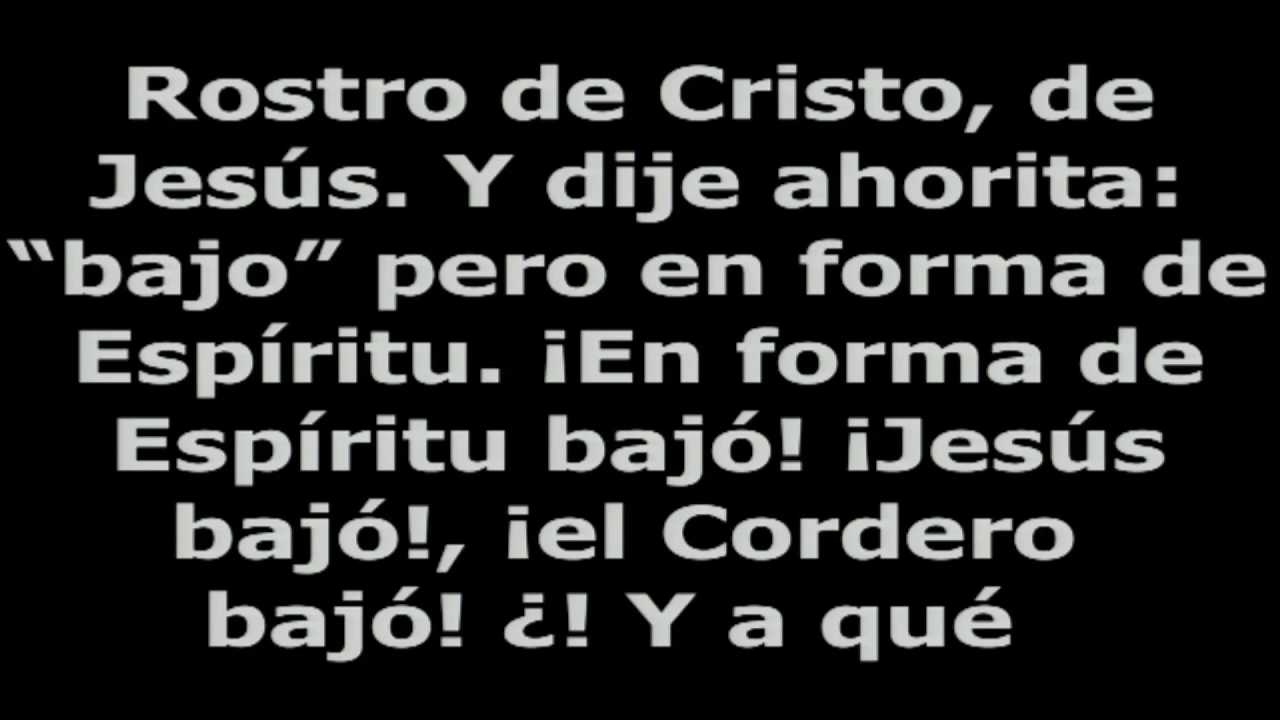 Rostro de Cristo, de
Jesús. Y dije ahorita:
“bajo” pero en forma de
Espíritu. ¡En forma de
Espíritu bajó! ¡Jesús
bajó!, ¡el Cordero
bajó! ¿! Y a qué